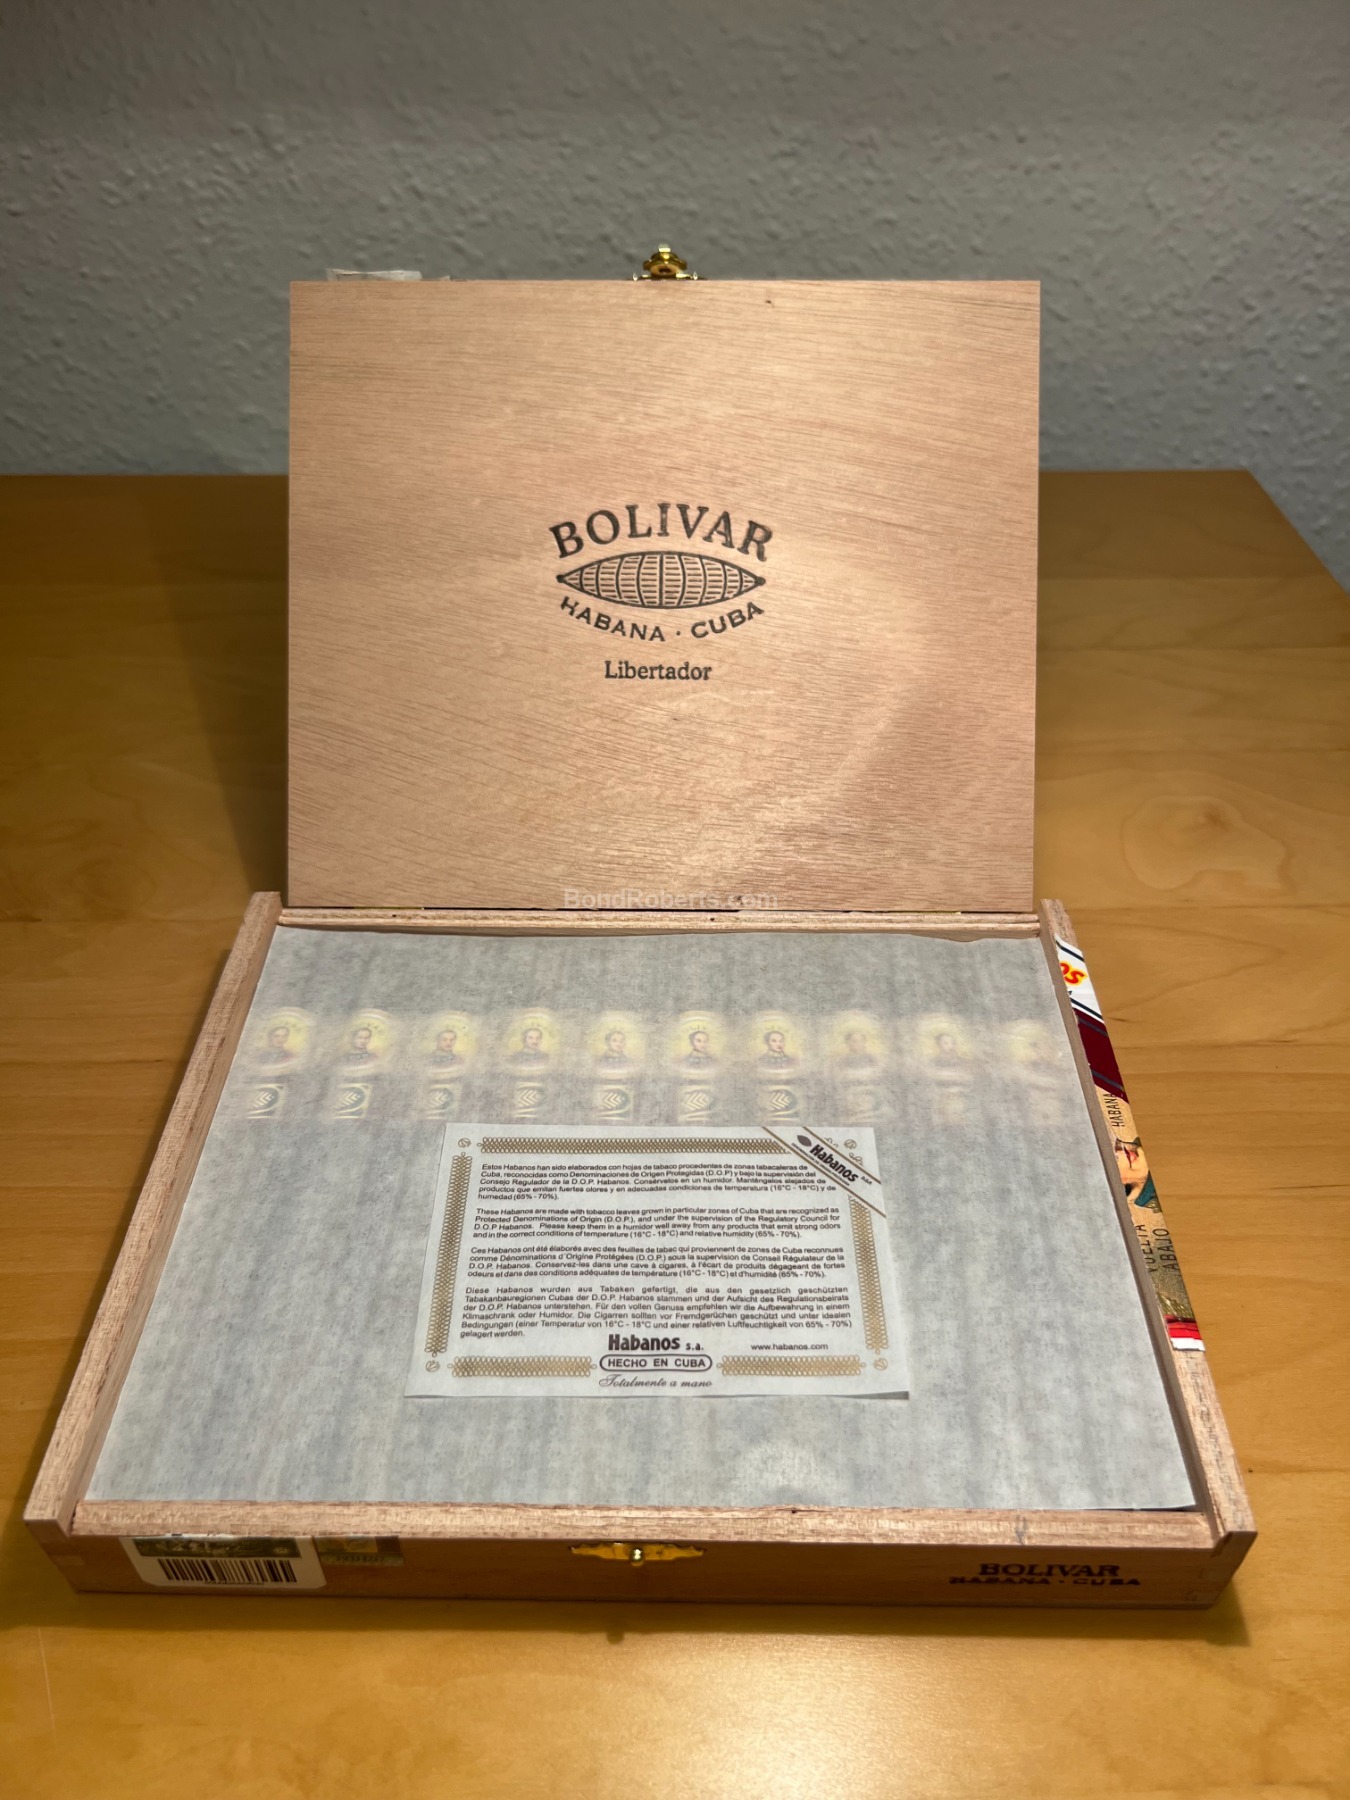 BOLIVAR
HABANA · CUBA
Libertador
BondRoberts.com
os
HABANA
VUELTA
ABAJO
Habanos s.a.
Estos Habanos han sido elaborados con hojas de tabaco procedentes de zonas tabacaleras de
Cuba, reconocidas como Denominaciones de Origen Protegidas (D.O.P) y bajo la supervisión del
Consejo Regulador de la D.O.P. Habanos. Consérvelos en un humidor. Manténgalos alejados de
productos que emitan fuertes olores y en adecuadas condiciones de temperatura (16°C - 18°C) y de
humedad (65% - 70%).
These Habanos are made with tobacco leaves grown in particular zones of Cuba that are recognized as
Protected Denominations of Origin (D.O.P.), and under the supervision of the Regulatory Council for
D.O.P Habanos. Please keep them in a humidor well away from any products that emit strong odors
and in the correct conditions of temperature (16°C - 18°C) and relative humidity (65% - 70%).
Ces Habanos ont été élaborés avec des feuilles de tabac qui proviennent de zones de Cuba reconnues
comme Dénominations d'Origine Protégées (D.O.P.) sous la supervision de Conseil Régulateur de la
D.O.P. Habanos. Conservez-les dans une cave à cigares, à l'écart de produits dégageant de fortes
odeurs et dans des conditions adéquates de température (16°C - 18°C) et d'humidité (65% - 70%).
Diese Habanos wurden aus Tabaken gefertigt, die aus den gesetzlich geschützten
Tabakanbauregionen Cubas der D.O.P. Habanos stammen und der Aufsicht des Regulationsbeirats
der D.O.P. Habanos unterstehen. Für den vollen Genuss empfehlen wir die Aufbewahrung in einem
Klimaschrank oder Humidor. Die Cigarren sollten vor Fremdgerüchen geschützt und unter idealen
Bedingungen (einer Temperatur von 16°C - 18°C und einer relativen Luftfeuchtigkeit von 65% - 70%)
gelagert werden.
Habanos s.a.
www.habanos.com
HECHO EN CUBA
Totalmente a mano
BOLIVAR
HABANA · CUBA